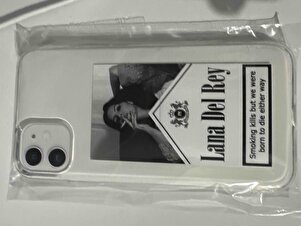 Lana Del Rey
Smoking kills but we were
born to die either way